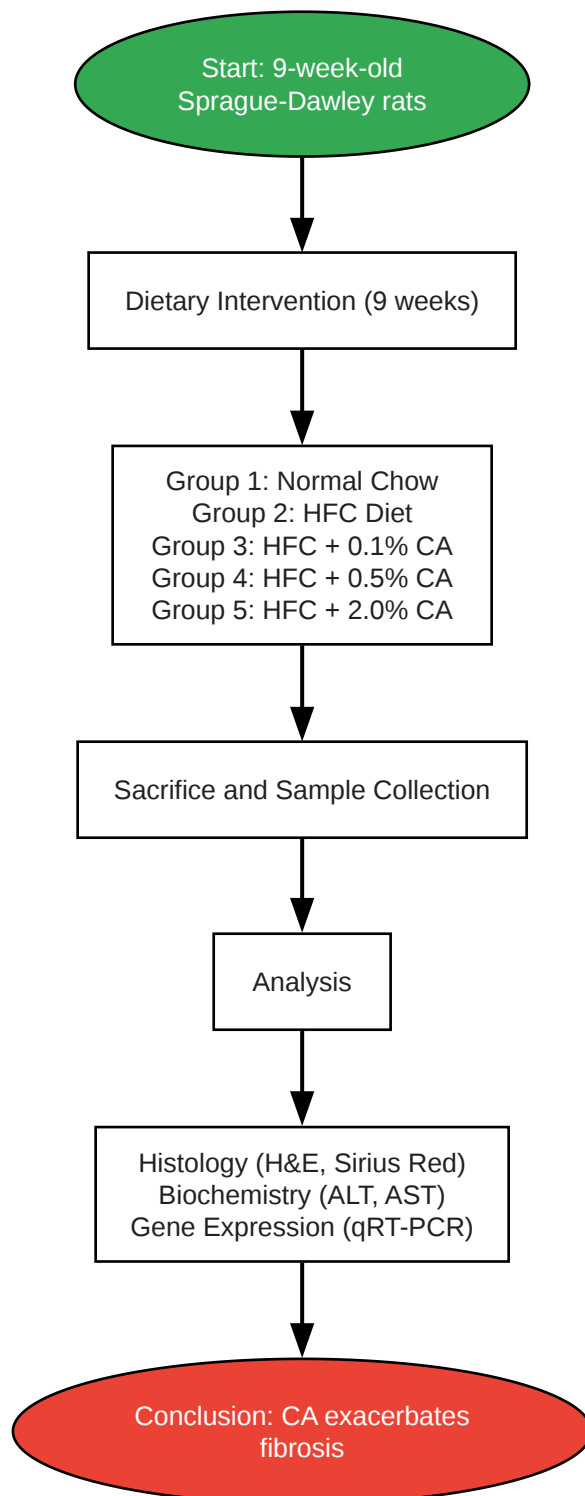 Start: 9-week-old
Sprague-Dawley rats
Dietary Intervention (9 weeks)
Group 1: Normal Chow
Group 2: HFC Diet
Group 3: HFC + 0.1% CA
Group 4: HFC + 0.5% CA
Group 5: HFC + 2.0% CA
Sacrifice and Sample Collection
Analysis
Histology (H&E, Sirius Red)
Biochemistry (ALT, AST)
Gene Expression (qRT-PCR)
Conclusion: CA exacerbates
fibrosis